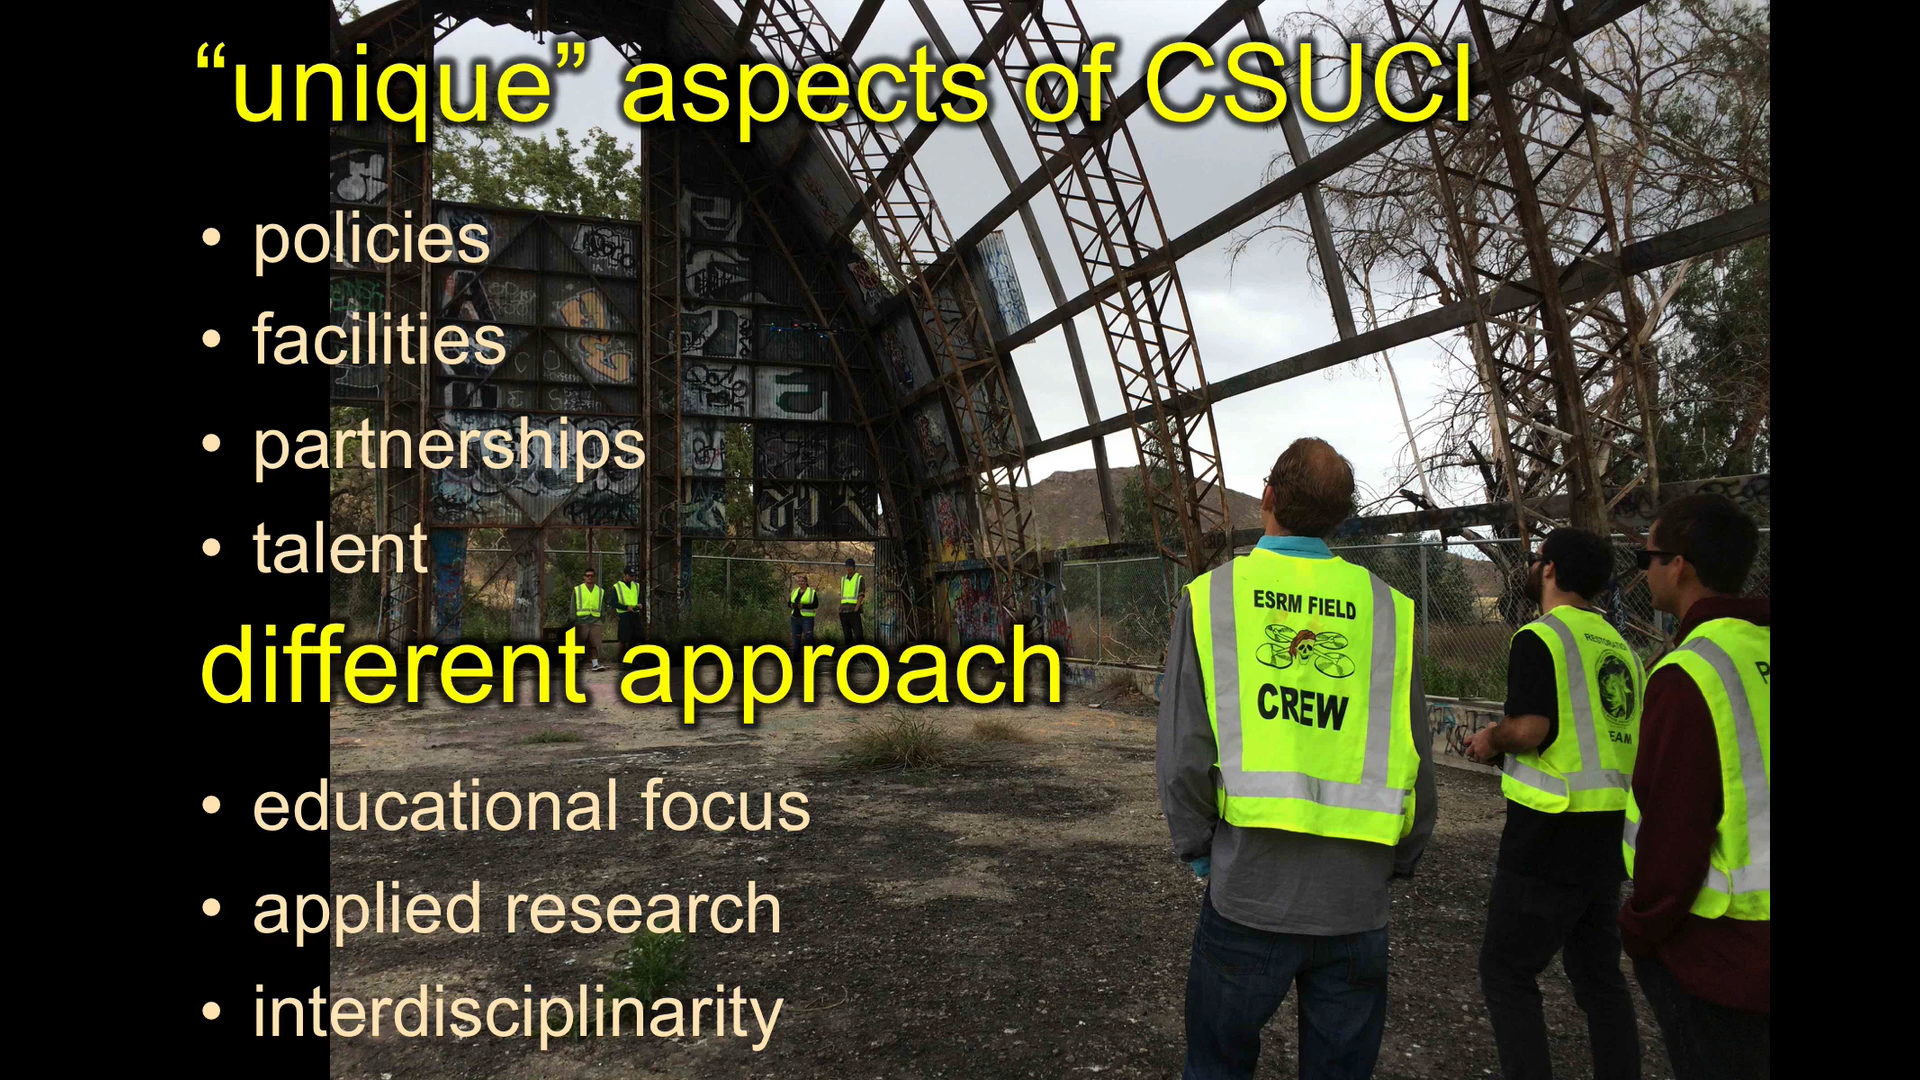 “unique” aspects of CSUCI
• policies
• facilities
• partnerships
• talent
different approach
• educational focus
• applied research
• interdisciplinarity
ESRM FIELD
CREW